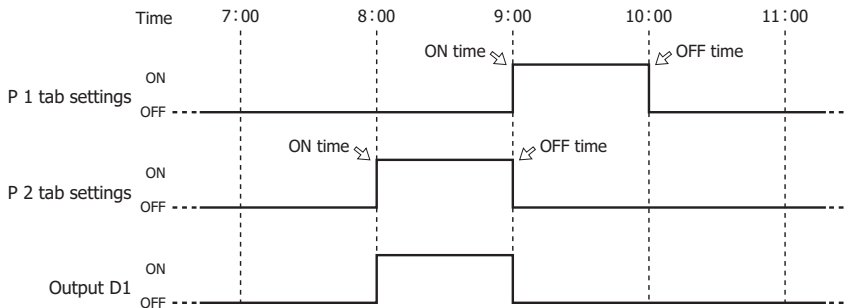 Time 7:00 8:00 9:00 10:00 11:00
ON time OFF time
ON
P 1 tab settings
OFF
ON time OFF time
ON
P 2 tab settings
OFF
ON
Output D1
OFF